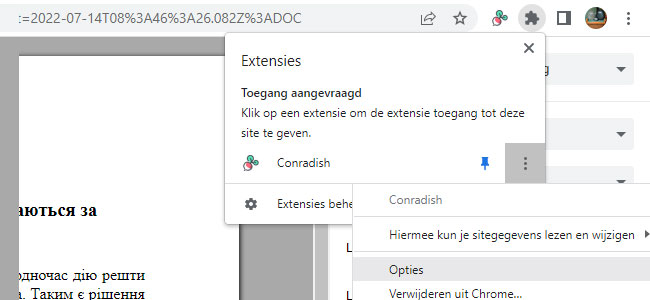 :=2022-07-14T08%3A46%3A26.082Z%3ADOC
Extensies
Toegang aangevraagd
Klik op een extensie om de extensie toegang tot deze
site te geven.
Conradish
Extensies behe
Conradish
Hiermee kun je sitegegevens lezen en wijzigen
Opties
Verwijderen uit Chrome...
аються за
одночас дію решти
а. Таким є рішення